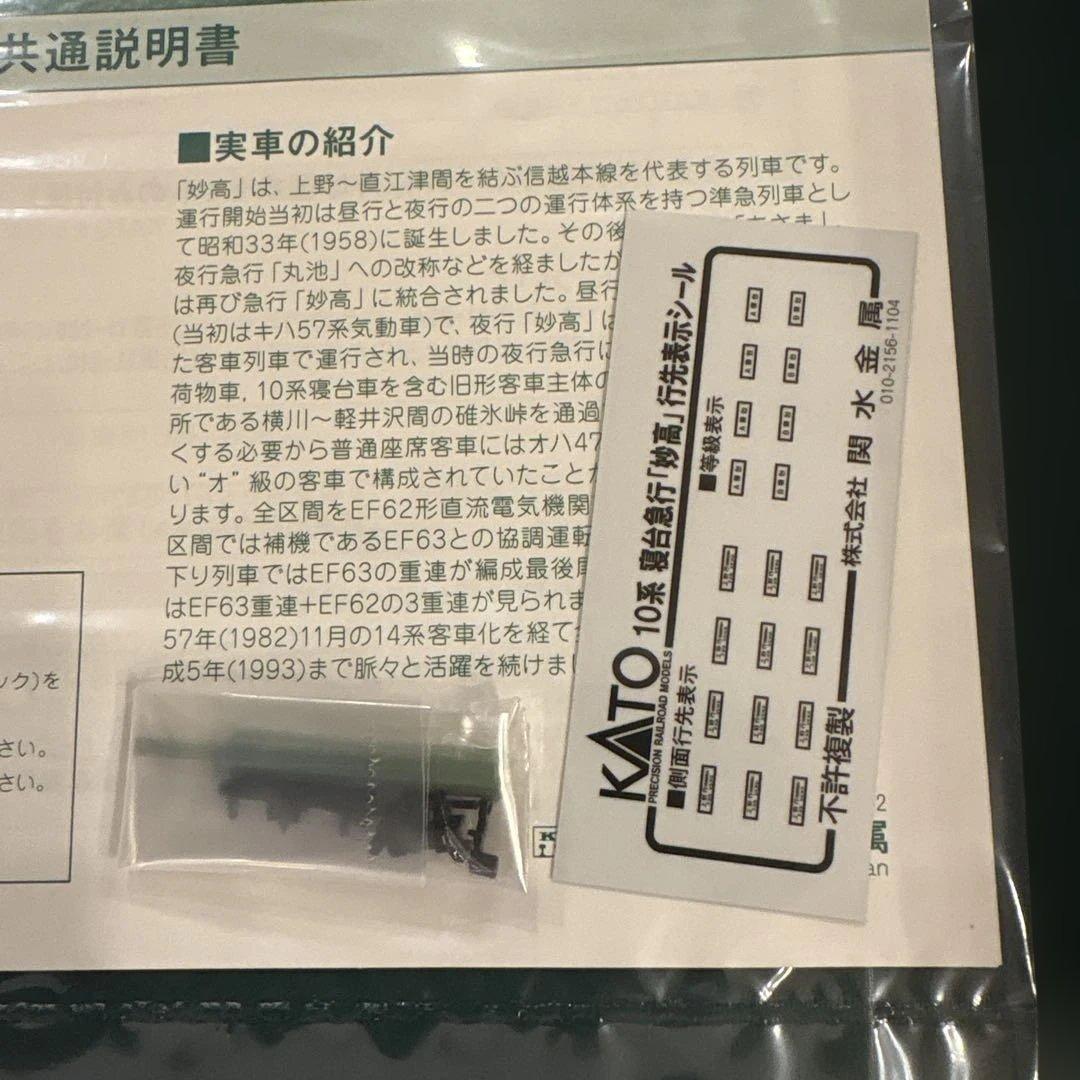 共通説明書
■実車の紹介
「妙高」は、上野～直江津間を結ぶ信越本線を代表する列車です。
運行開始当初は昼行と夜行の二つの運行体系を持つ準急列車とし
て昭和33年(1958)に誕生しました。その後
夜行急行「丸池」への改称などを経ましたが
は再び急行「妙高」に統合されました。昼行
(当初はキハ57系気動車)で、夜行「妙高」は
た客車列車で運行され、当時の夜行急行に
荷物車，10系寝台車を含む旧形客車主体の
所である横川～軽井沢間の碓氷峠を通過
くする必要から普通座席客車にはオハ47
い“オ”級の客車で構成されていたことが
ります。全区間をEF62形直流電気機関
区間では補機であるEF63との協調運転
下り列車ではEF63の重連が編成最後
はEF63重連+EF62の3重連が見られま
57年(1982)11月の14系客車化を経て
成5年(1993)まで脈々と活躍を続けまし
ック)を
さい。
さい。
KATO 10系 寝台急行「妙高」行先表示シール
PRECISION RAILROAD MODELS
■側面行先表示
■等級表示
不許複製
株式会社 関水金属
010-2156-1104
2
an